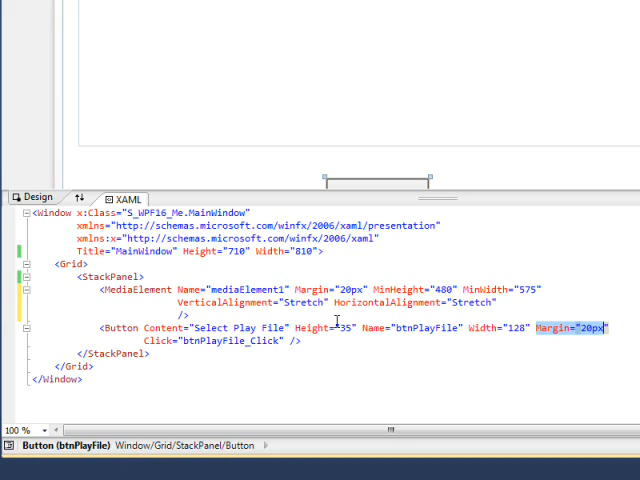 Design
XAML
<Window x:Class="S_WPF16_Me.MainWindow"
xmlns="http://schemas.microsoft.com/winfx/2006/xaml/presentation"
xmlns:x="http://schemas.microsoft.com/winfx/2006/xaml"
Title="MainWindow" Height="710" Width="810">
<Grid>
<StackPanel>
<MediaElement Name="mediaElement1" Margin="20px" MinHeight="480" MinWidth="575"
VerticalAlignment="Stretch" HorizontalAlignment="Stretch"
/>
<Button Content="Select Play File" Height="35" Name="btnPlayFile" Width="128" Margin="20px"
Click="btnPlayFile_Click" />
</StackPanel>
</Grid>
</Window>
100 %
Button (btnPlayFile) Window/Grid/StackPanel/Button